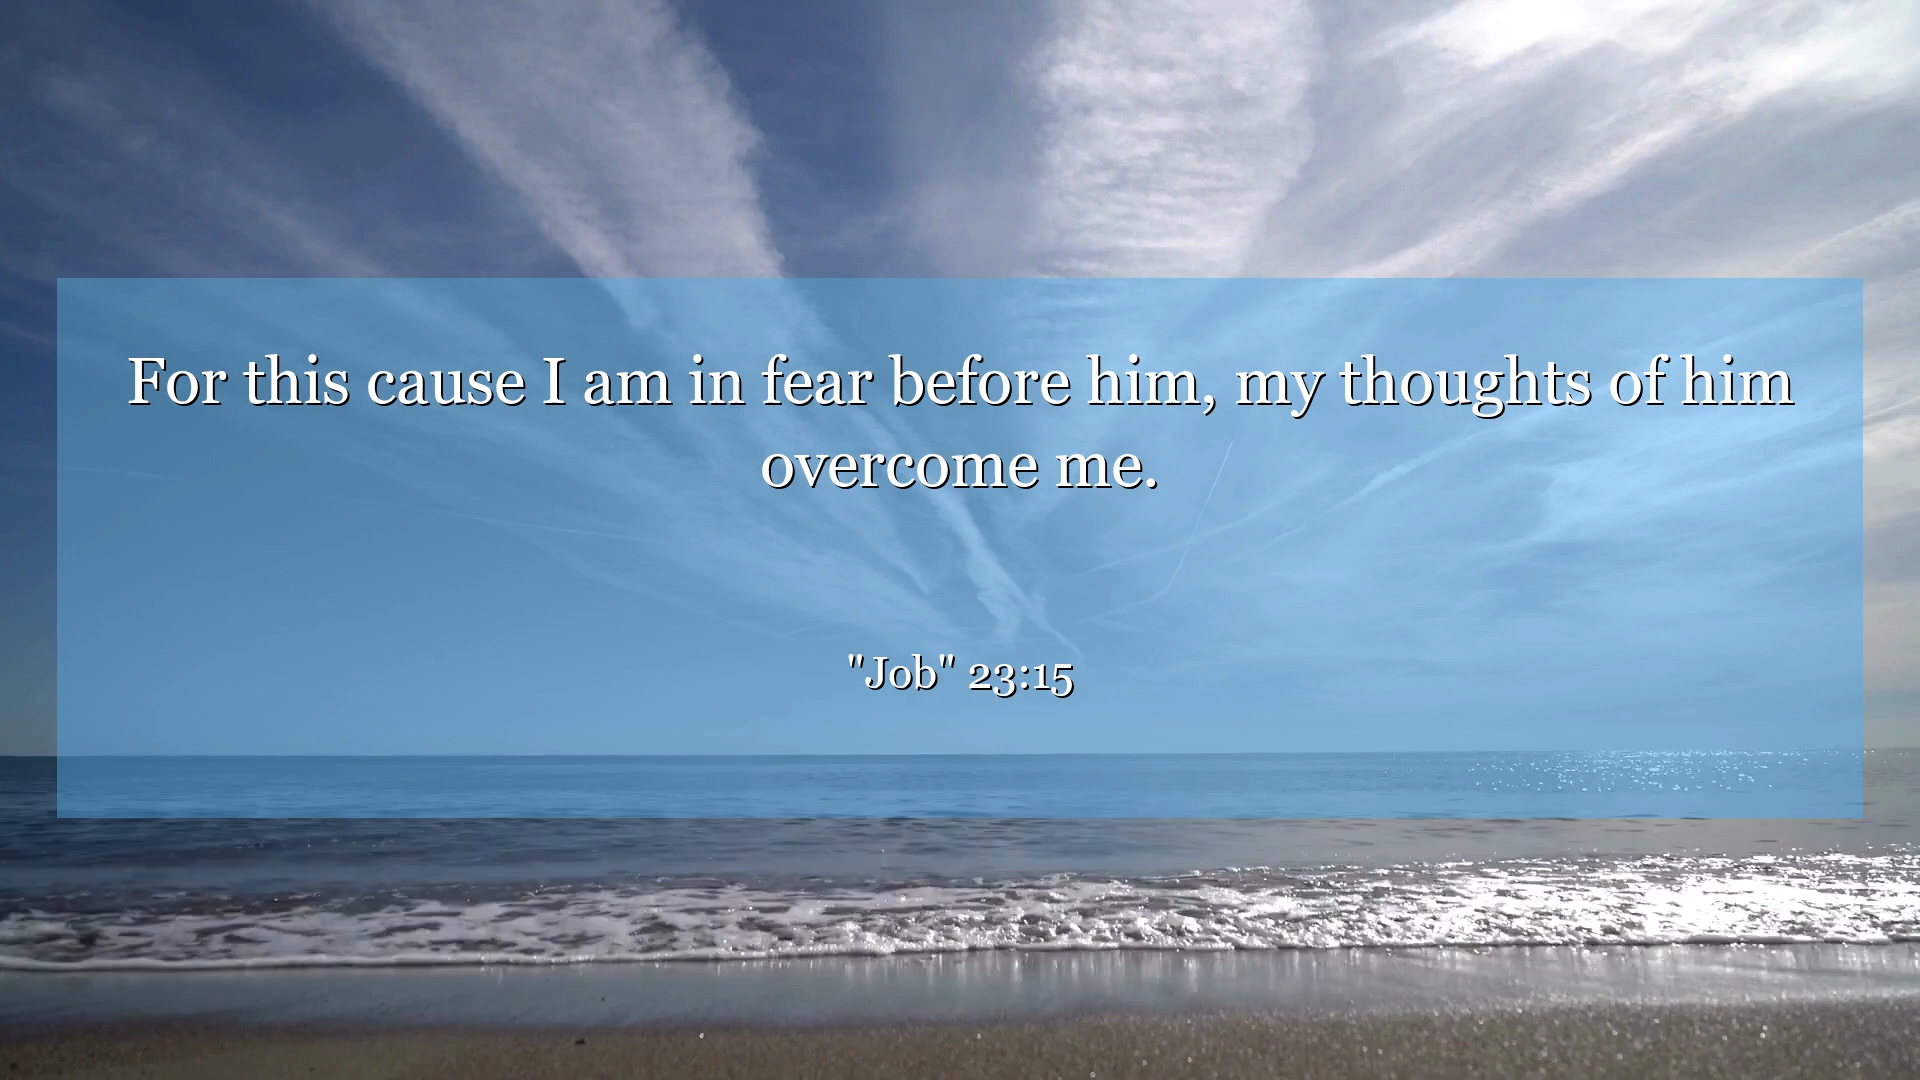 For this cause I am in fear before him, my thoughts of him
overcome me.
"Job" 23:15